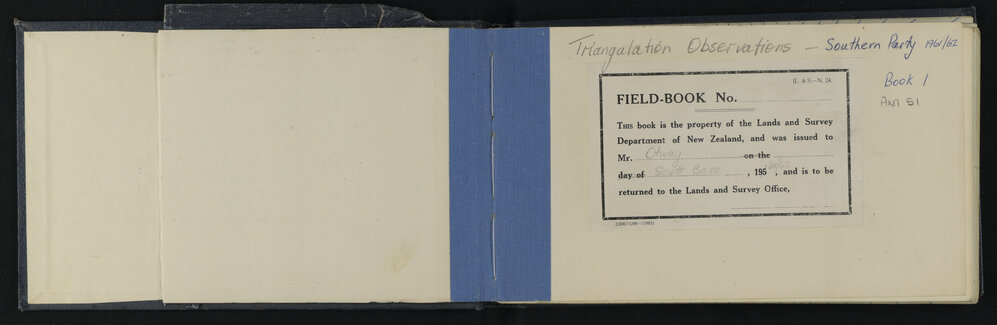 Triangulation Observations – Southern Party 1961/62
Book 1
ANT 51
(L. & S.—N. 24.
FIELD-BOOK No.
THIS book is the property of the Lands and Survey
Department of New Zealand, and was issued to
Mr. Otway on the
day of Scott Base, 195 61/62, and is to be
returned to the Lands and Survey Office,